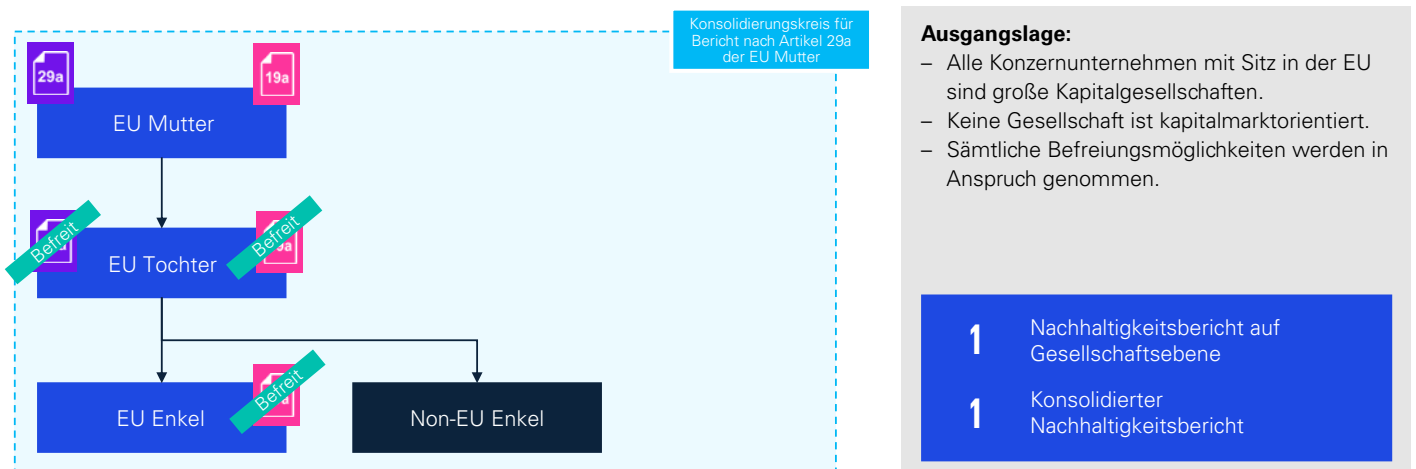 Konsolidierungskreis für
Bericht nach Artikel 29a
der EU Mutter
29a
19a
EU Mutter
Befreit
EU Tochter
Befreit
9a
EU Enkel
Befreit
Non-EU Enkel
Ausgangslage:
– Alle Konzernunternehmen mit Sitz in der EU
sind große Kapitalgesellschaften.
– Keine Gesellschaft ist kapitalmarktorientiert.
– Sämtliche Befreiungsmöglichkeiten werden in
Anspruch genommen.
1 Nachhaltigkeitsbericht auf
Gesellschaftsebene
1 Konsolidierter
Nachhaltigkeitsbericht